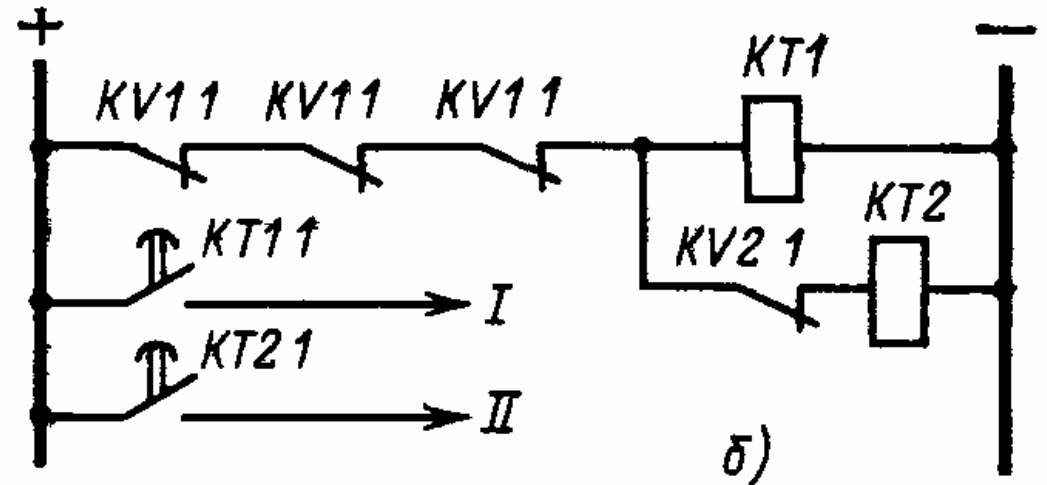 + −
KV1 1 KV1 1 KV1 1 KT1
KT1 1 KV2 1 KT2
I
KT2 1
II
б)